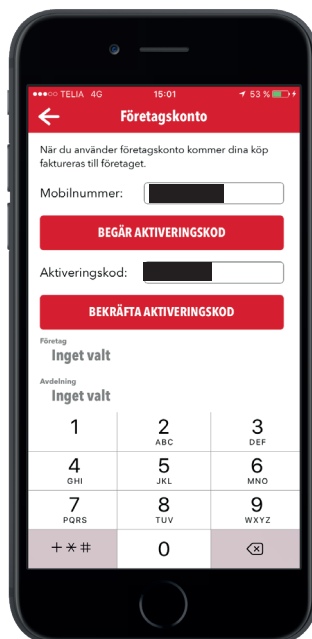 TELIA 4G 15:01 53 %
Företagskonto
När du använder företagskonto kommer dina köp
faktureras till företaget.
Mobilnummer:
BEGÄR AKTIVERINGSKOD
Aktiveringskod:
BEKRÄFTA AKTIVERINGSKOD
Företag
Inget valt
Avdelning
Inget valt
1 2 3
ABC DEF
4 5 6
GHI JKL MNO
7 8 9
PQRS TUV WXYZ
+*# 0